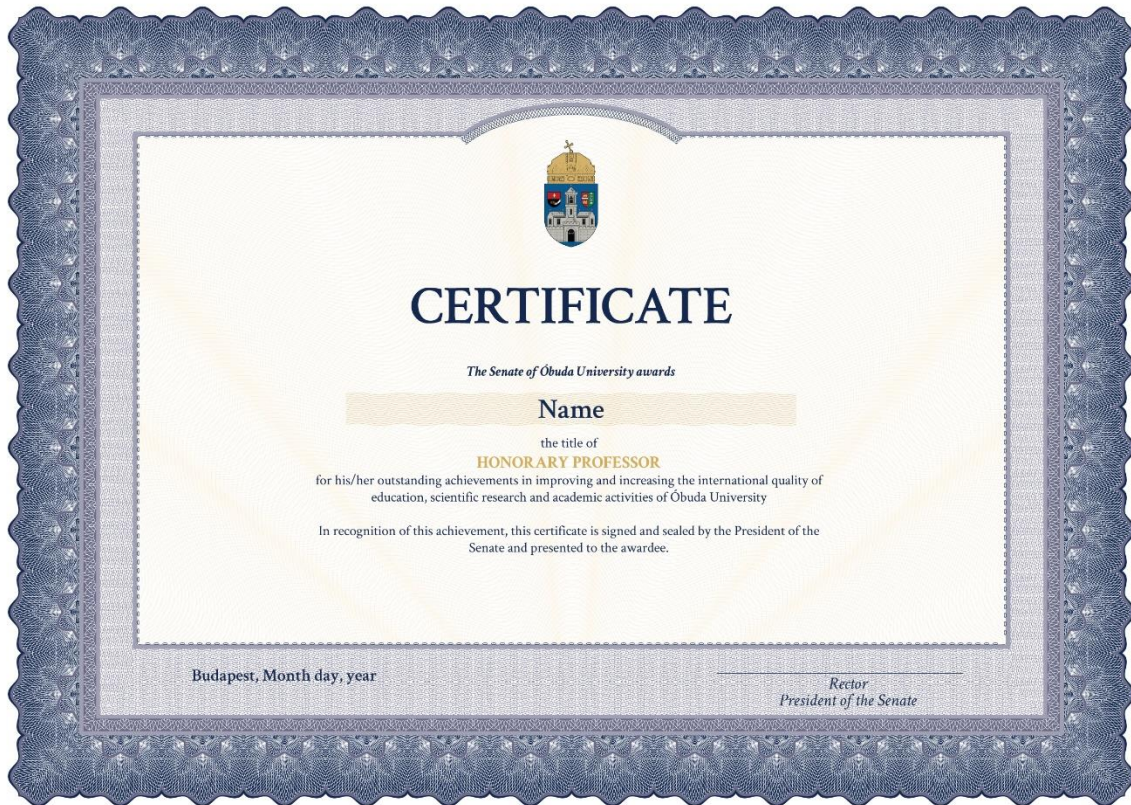 CERTIFICATE
The Senate of Óbuda University awards
Name
the title of
HONORARY PROFESSOR
for his/her outstanding achievements in improving and increasing the international quality of
education, scientific research and academic activities of Óbuda University
In recognition of this achievement, this certificate is signed and sealed by the President of the
Senate and presented to the awardee.
Budapest, Month day, year
Rector
President of the Senate